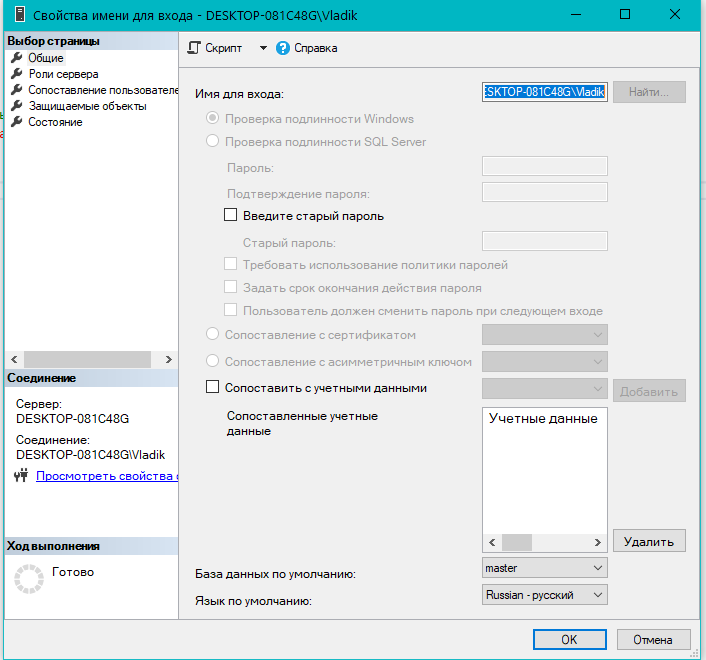 Свойства имени для входа - DESKTOP-081C48G\Vladik
Выбор страницы
Общие
Роли сервера
Сопоставление пользователе
Защищаемые объекты
Состояние
Соединение
Сервер:
DESKTOP-081C48G
Соединение:
DESKTOP-081C48G\Vladik
Просмотреть свойства с
Ход выполнения
Готово
Скрипт
Справка
Имя для входа:
SKTOP-081C48G\Vladik
Найти...
Проверка подлинности Windows
Проверка подлинности SQL Server
Пароль:
Подтверждение пароля:
Введите старый пароль
Старый пароль:
Требовать использование политики паролей
Задать срок окончания действия пароля
Пользователь должен сменить пароль при следующем входе
Сопоставление с сертификатом
Сопоставление с асимметричным ключом
Сопоставить с учетными данными
Добавить
Сопоставленные учетные
данные
Учетные данные
Удалить
База данных по умолчанию:
master
Язык по умолчанию:
Russian - русский
OK
Отмена